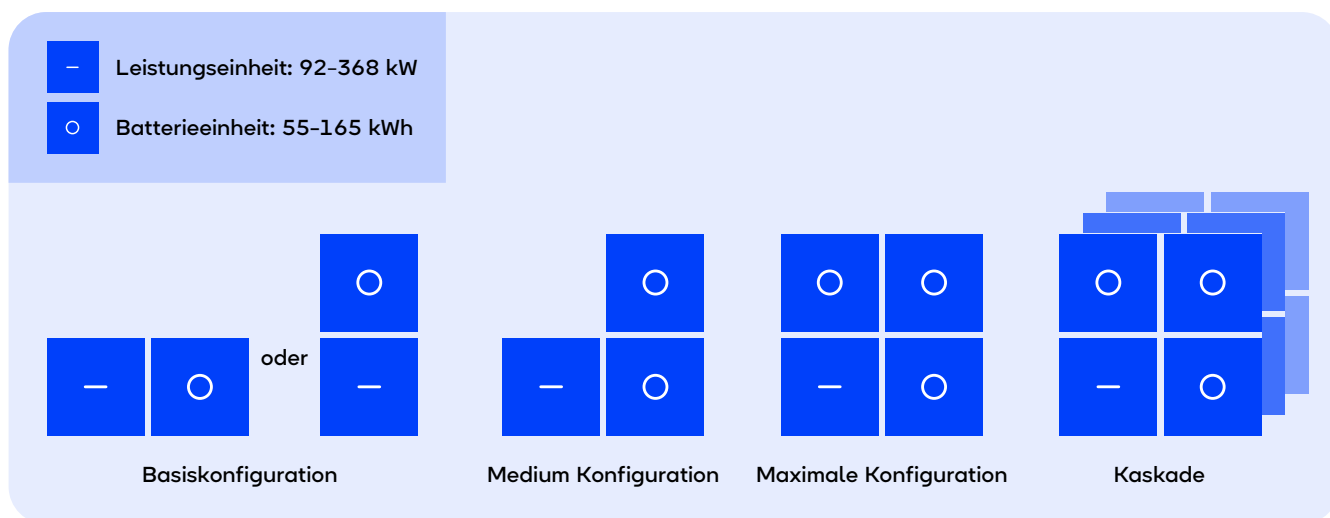 Leistungseinheit: 92-368 kW
Batterieeinheit: 55-165 kWh
oder
Basiskonfiguration
Medium Konfiguration
Maximale Konfiguration
Kaskade